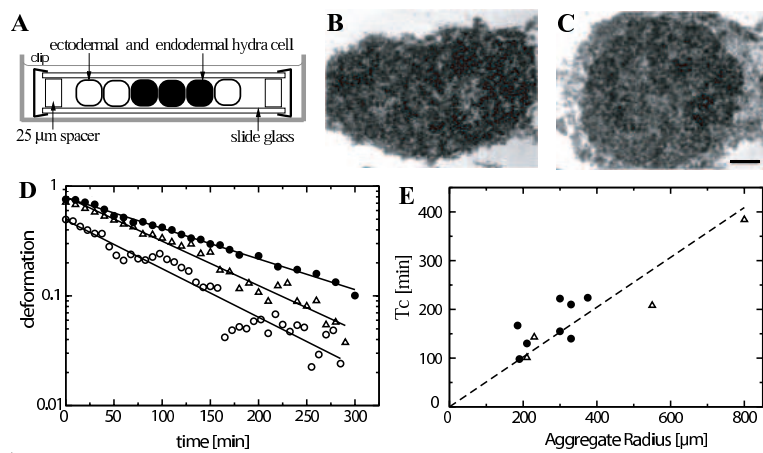 A
ectodermal and endodermal hydra cell
clip
25 µm spacer
slide glass
B
C
D
1
0.1
0.01
deformation
0 50 100 150 200 250 300
time [min]
E
400
300
200
100
0
Tc [min]
0 200 400 600 800
Aggregate Radius [µm]